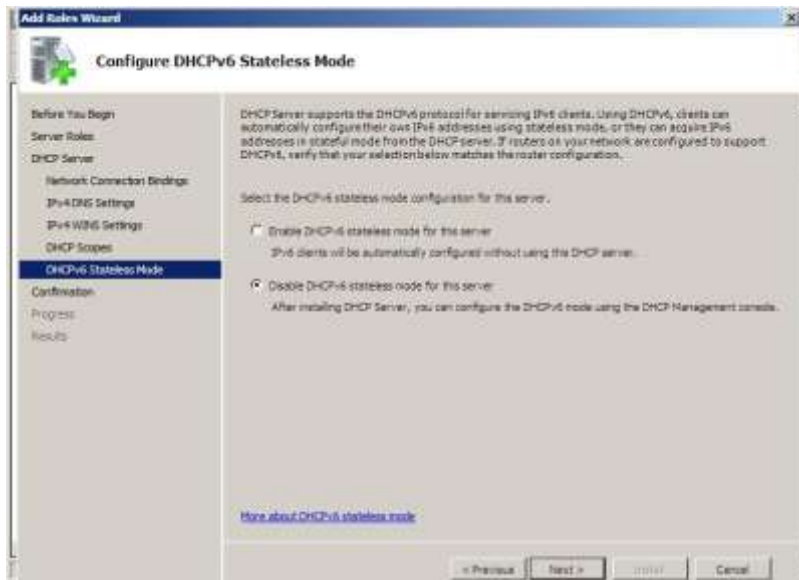 Add Roles Wizard
Configure DHCPv6 Stateless Mode
Before You Begin
Server Roles
DHCP Server
Network Connection Bindings
IPv4 DNS Settings
IPv4 WINS Settings
DHCP Scopes
DHCPv6 Stateless Mode
Confirmation
Progress
Results
DHCP Server supports the DHCPv6 protocol for servicing IPv6 clients. Using DHCPv6, clients can
automatically configure their own IPv6 addresses using stateless mode, or they can acquire IPv6
addresses in stateful mode from the DHCP server. If routers on your network are configured to support
DHCPv6, verify that your selection below matches the router configuration.
Select the DHCPv6 stateless mode configuration for this server.
Enable DHCPv6 stateless mode for this server
IPv6 clients will be automatically configured without using the DHCP server.
Disable DHCPv6 stateless mode for this server
After installing DHCP Server, you can configure the DHCPv6 mode using the DHCP Management console.
More about DHCPv6 stateless mode
< Previous
Next >
Install
Cancel